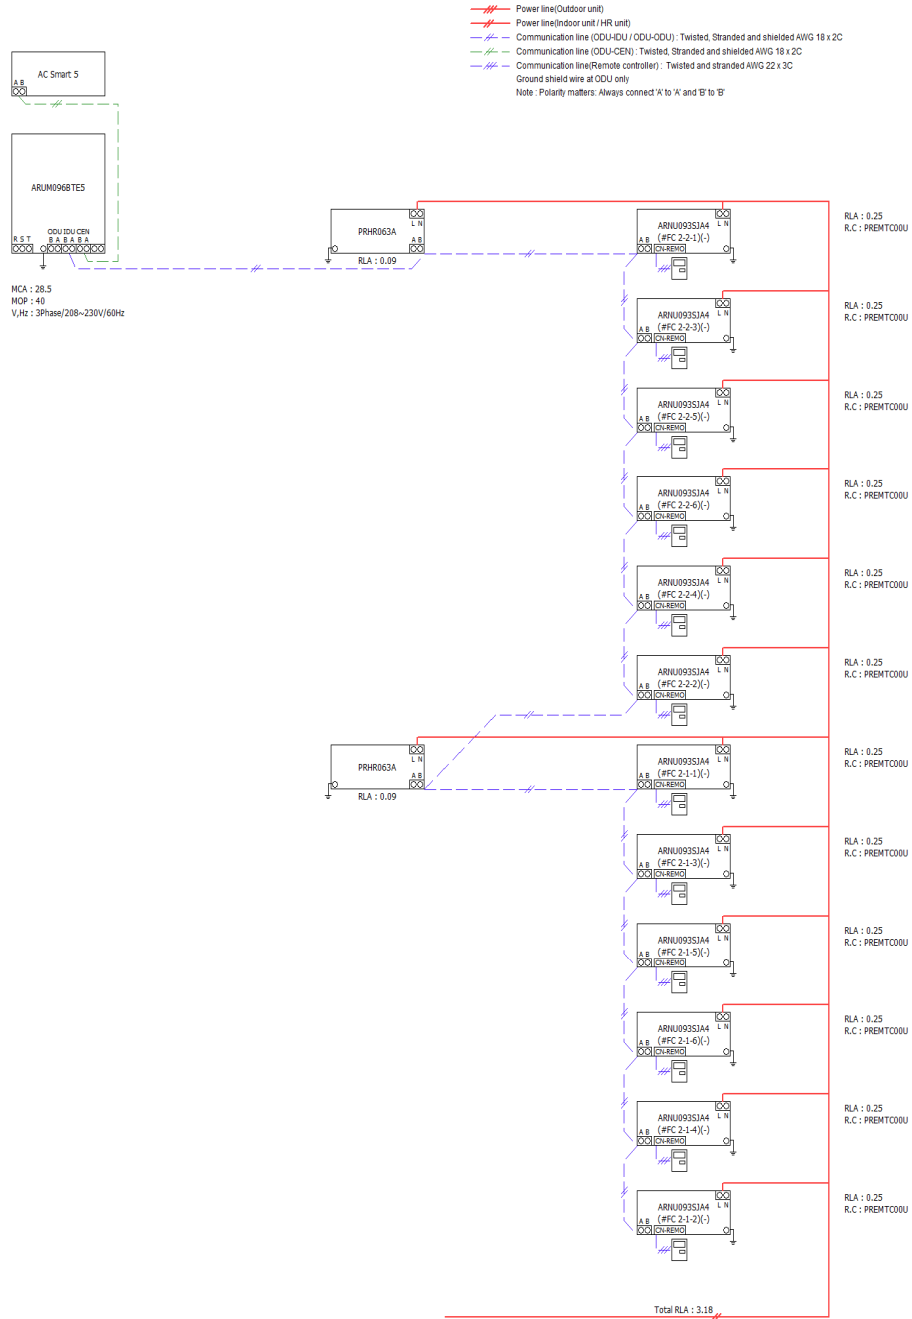 Power line(Outdoor unit)
Power line(Indoor unit / HR unit)
Communication line (ODU-IDU / ODU-ODU) : Twisted, Stranded and shielded AWG 18 x 2C
Communication line (ODU-CEN) : Twisted, Stranded and shielded AWG 18 x 2C
Communication line(Remote controller) : Twisted and stranded AWG 22 x 3C
Ground shield wire at ODU only
Note : Polarity matters: Always connect 'A' to 'A' and 'B' to 'B'
AC Smart 5
A B
ARUM096BTE5
ODU IDU CEN
R S T
B A B A B A
MCA : 28.5
MOP : 40
V,Hz : 3Phase/208~230V/60Hz
PRHR063A
L N
A B
RLA : 0.09
ARNU093SJA4
(#FC 2-2-1)(-)
L N
A B
CN-REMO
RLA : 0.25
R.C : PREMTC00U
ARNU093SJA4
(#FC 2-2-3)(-)
L N
A B
CN-REMO
RLA : 0.25
R.C : PREMTC00U
ARNU093SJA4
(#FC 2-2-5)(-)
L N
A B
CN-REMO
RLA : 0.25
R.C : PREMTC00U
ARNU093SJA4
(#FC 2-2-6)(-)
L N
A B
CN-REMO
RLA : 0.25
R.C : PREMTC00U
ARNU093SJA4
(#FC 2-2-4)(-)
L N
A B
CN-REMO
RLA : 0.25
R.C : PREMTC00U
ARNU093SJA4
(#FC 2-2-2)(-)
L N
A B
CN-REMO
RLA : 0.25
R.C : PREMTC00U
PRHR063A
L N
A B
RLA : 0.09
ARNU093SJA4
(#FC 2-1-1)(-)
L N
A B
CN-REMO
RLA : 0.25
R.C : PREMTC00U
ARNU093SJA4
(#FC 2-1-3)(-)
L N
A B
CN-REMO
RLA : 0.25
R.C : PREMTC00U
ARNU093SJA4
(#FC 2-1-5)(-)
L N
A B
CN-REMO
RLA : 0.25
R.C : PREMTC00U
ARNU093SJA4
(#FC 2-1-6)(-)
L N
A B
CN-REMO
RLA : 0.25
R.C : PREMTC00U
ARNU093SJA4
(#FC 2-1-4)(-)
L N
A B
CN-REMO
RLA : 0.25
R.C : PREMTC00U
ARNU093SJA4
(#FC 2-1-2)(-)
L N
A B
CN-REMO
RLA : 0.25
R.C : PREMTC00U
Total RLA : 3.18